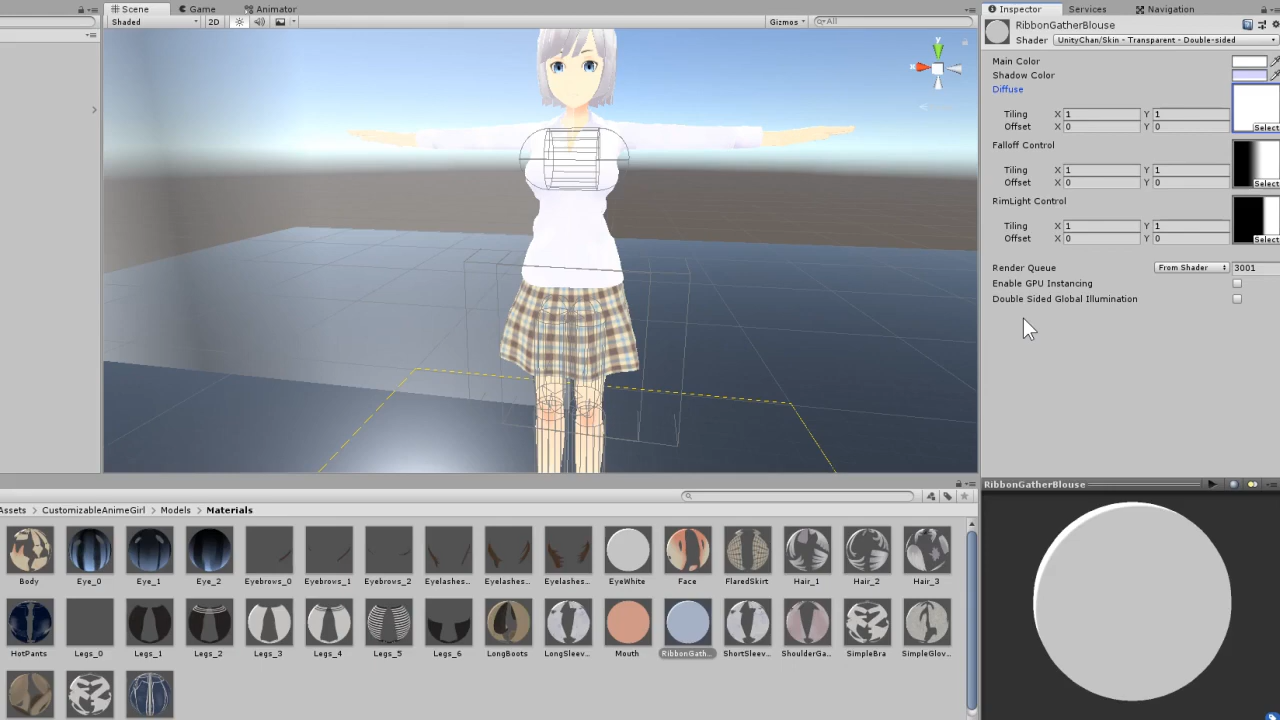 Scene Game Animator
Shaded 2D Gizmos All
Inspector Services Navigation
RibbonGatherBlouse
Shader UnityChan/Skin - Transparent - Double-sided
Main Color
Shadow Color
Diffuse
Tiling X 1 Y 1
Offset X 0 Y 0
Select
Falloff Control
Tiling X 1 Y 1
Offset X 0 Y 0
Select
RimLight Control
Tiling X 1 Y 1
Offset X 0 Y 0
Select
Render Queue From Shader 3001
Enable GPU Instancing
Double Sided Global Illumination
y
x
RibbonGatherBlouse
Assets CustomizableAnimeGirl Models Materials
Body Eye_0 Eye_1 Eye_2 Eyebrows_0 Eyebrows_1 Eyebrows_2 Eyelashes... Eyelashes... Eyelashes... EyeWhite Face FlaredSkirt Hair_1 Hair_2 Hair_3
HotPants Legs_0 Legs_1 Legs_2 Legs_3 Legs_4 Legs_5 Legs_6 LongBoots LongSleev... Mouth RibbonGath... ShortSleev... ShoulderGa... SimpleBra SimpleGlov...